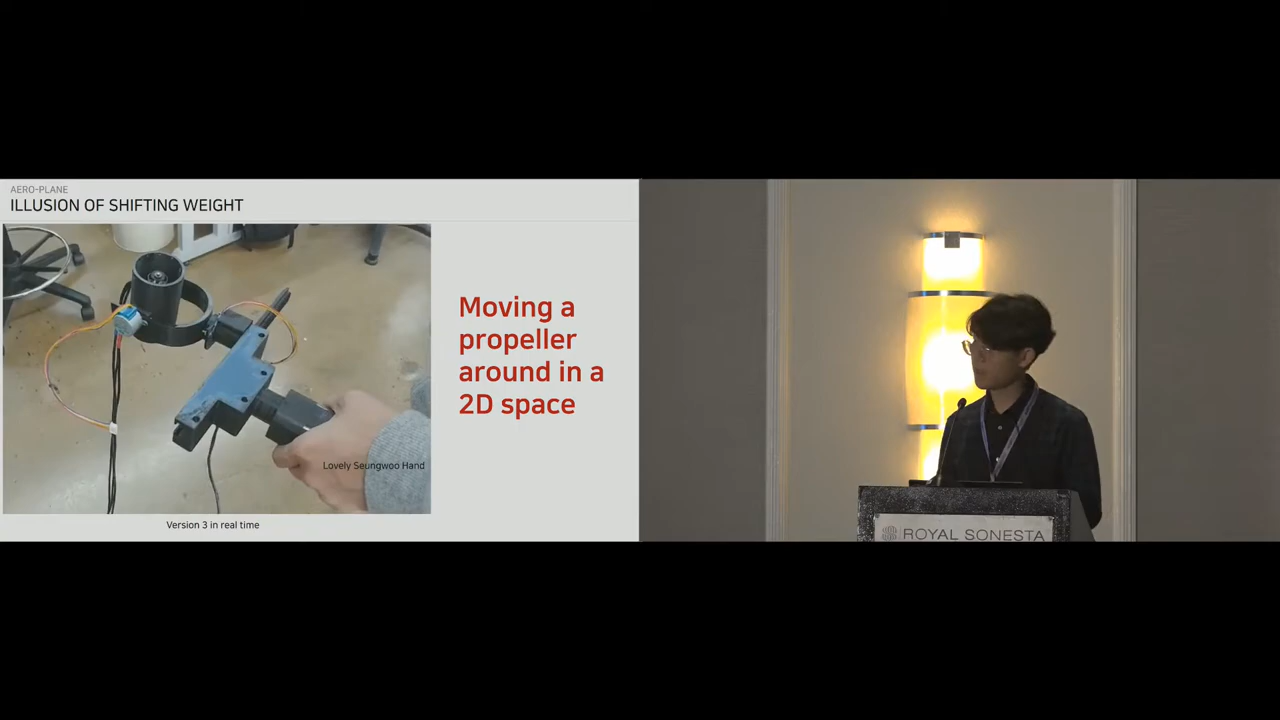 AERO-PLANE
ILLUSION OF SHIFTING WEIGHT
Moving a
propeller
around in a
2D space
Lovely Seungwoo Hand
Version 3 in real time
ROYAL SONESTA